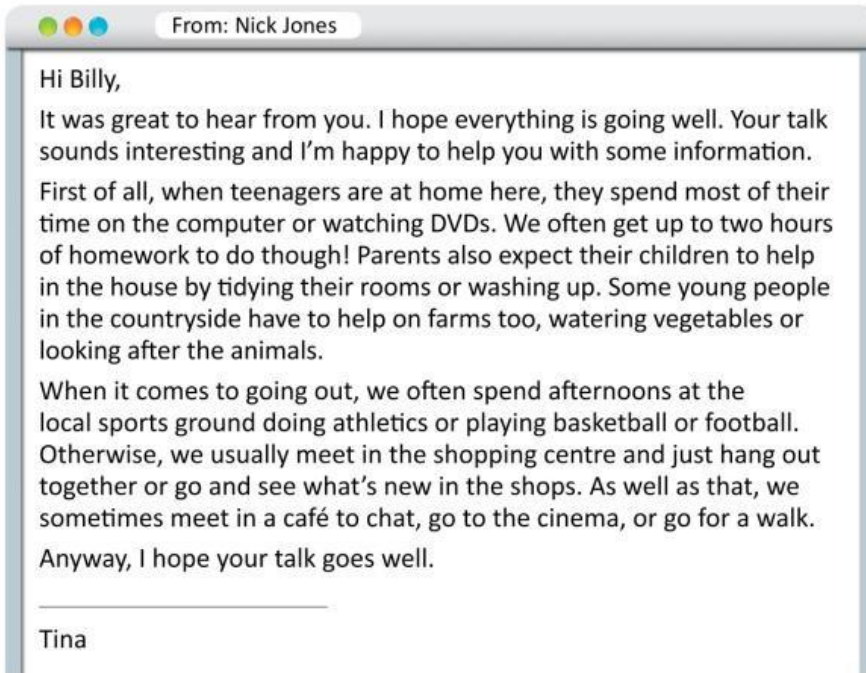 From: Nick Jones
Hi Billy,
It was great to hear from you. I hope everything is going well. Your talk
sounds interesting and I'm happy to help you with some information.
First of all, when teenagers are at home here, they spend most of their
time on the computer or watching DVDs. We often get up to two hours
of homework to do though! Parents also expect their children to help
in the house by tidying their rooms or washing up. Some young people
in the countryside have to help on farms too, watering vegetables or
looking after the animals.
When it comes to going out, we often spend afternoons at the
local sports ground doing athletics or playing basketball or football.
Otherwise, we usually meet in the shopping centre and just hang out
together or go and see what's new in the shops. As well as that, we
sometimes meet in a café to chat, go to the cinema, or go for a walk.
Anyway, I hope your talk goes well.
Tina